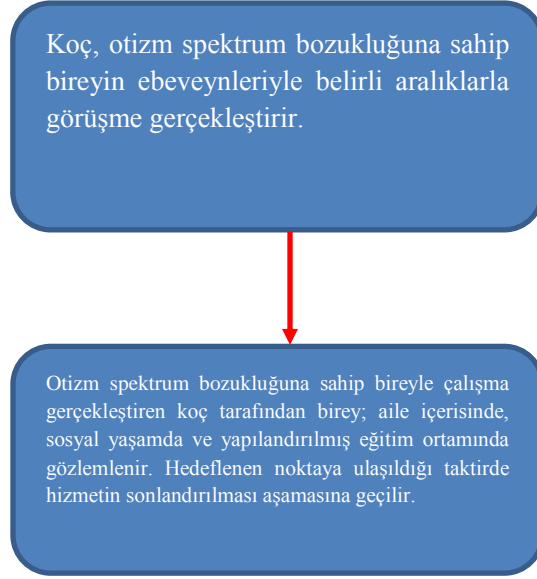 Koç, otizm spektrum bozukluğuna sahip
bireyin ebeveynleriyle belirli aralıklarla
görüşme gerçekleştirir.
Otizm spektrum bozukluğuna sahip bireyle çalışma
gerçekleştiren koç tarafından birey; aile içerisinde,
sosyal yaşamda ve yapılandırılmış eğitim ortamında
gözlemlenir. Hedeflenen noktaya ulaşıldığı taktirde
hizmetin sonlandırılması aşamasına geçilir.